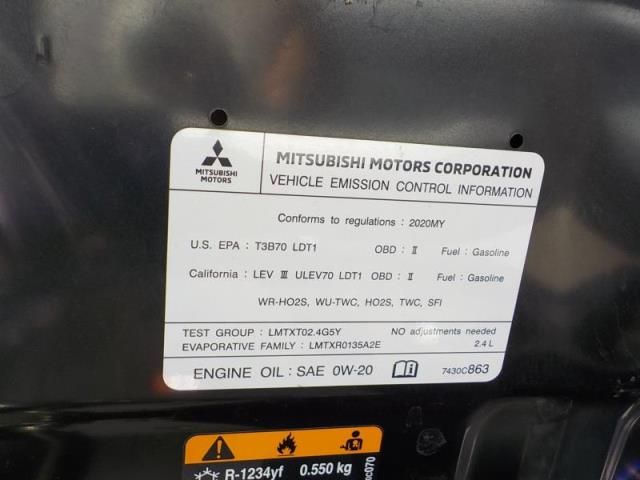 MITSUBISHI
MOTORS
MITSUBISHI MOTORS CORPORATION
VEHICLE EMISSION CONTROL INFORMATION
Conforms to regulations : 2020MY
U.S. EPA : T3B70 LDT1 OBD : Ⅱ Fuel : Gasoline
California : LEV Ⅲ ULEV70 LDT1 OBD : Ⅱ Fuel : Gasoline
WR-HO2S, WU-TWC, HO2S, TWC, SFI
TEST GROUP : LMTXT02.4G5Y NO adjustments needed
EVAPORATIVE FAMILY : LMTXR0135A2E 2.4 L
ENGINE OIL : SAE 0W-20 7430C863
R-1234yf 0.550 kg